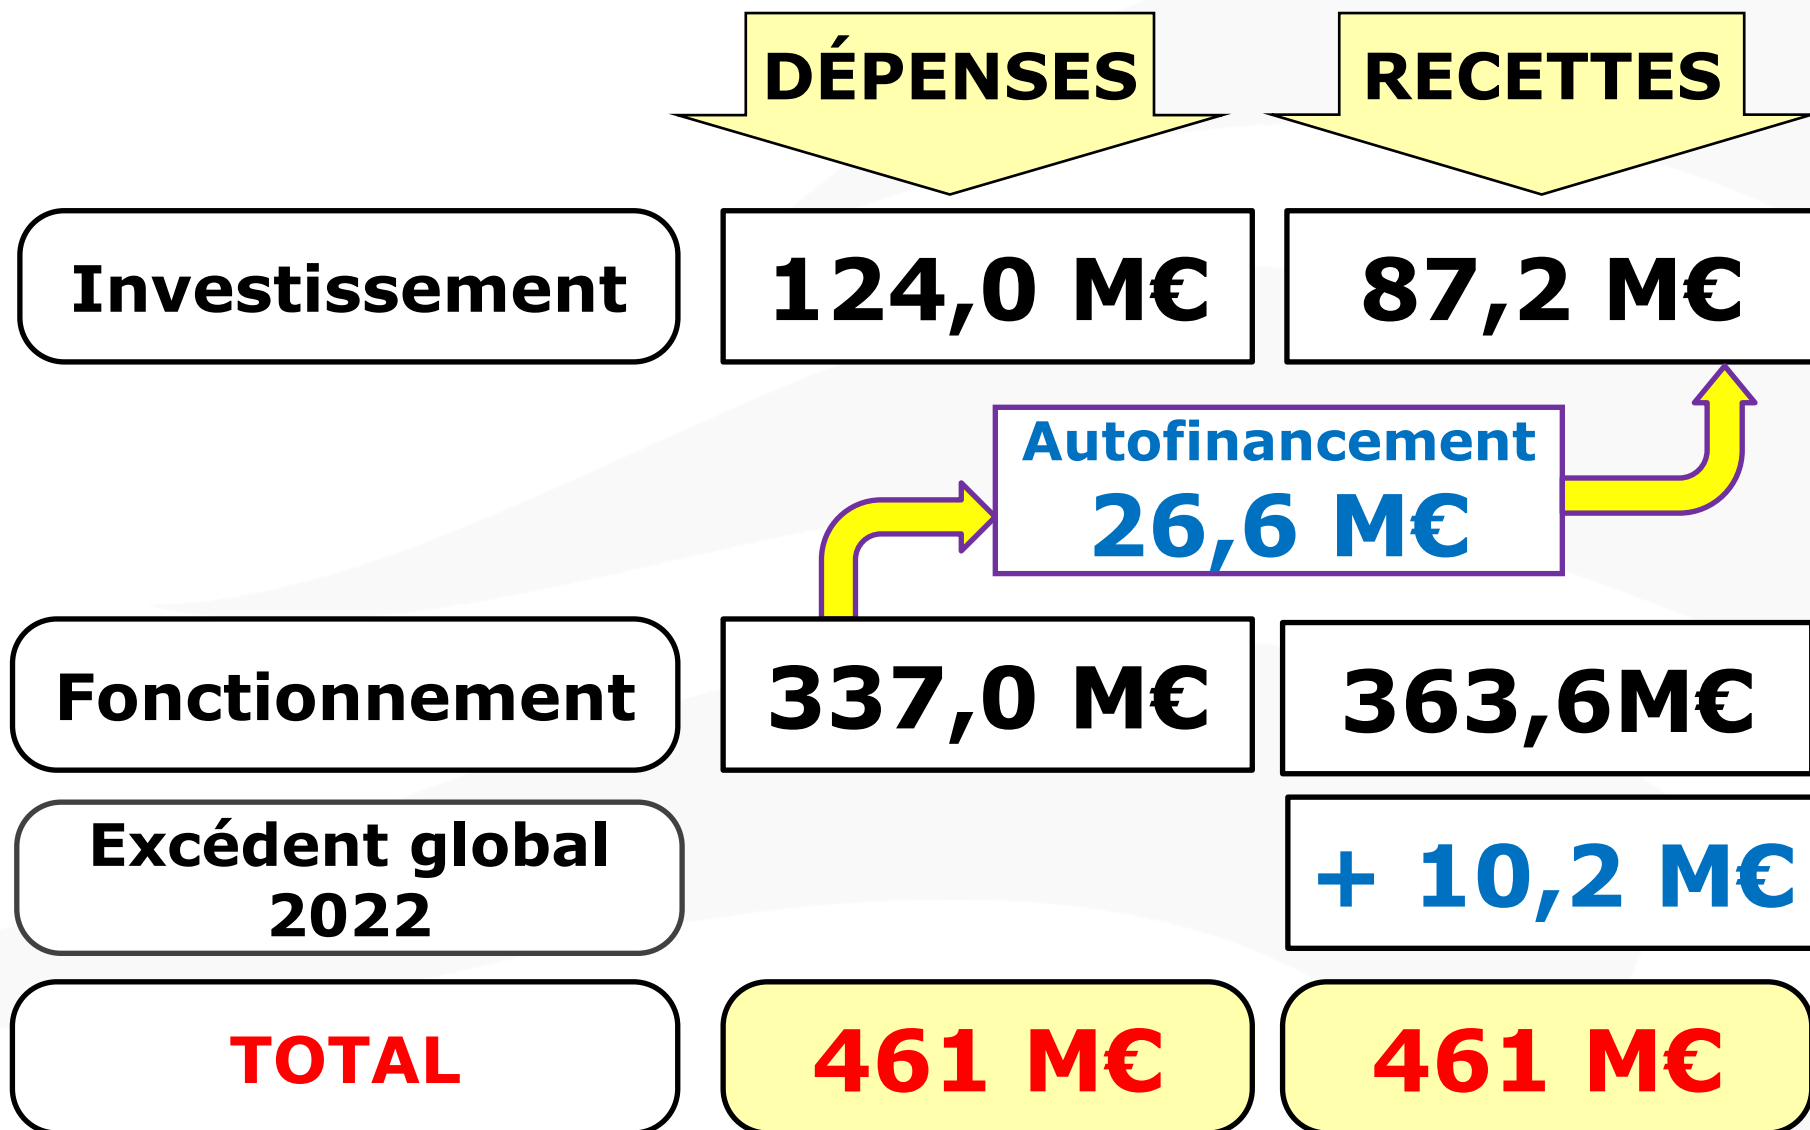 DÉPENSES
RECETTES
Investissement
124,0 M€
87,2 M€
Autofinancement
26,6 M€
Fonctionnement
337,0 M€
363,6M€
Excédent global
2022
+ 10,2 M€
TOTAL
461 M€
461 M€